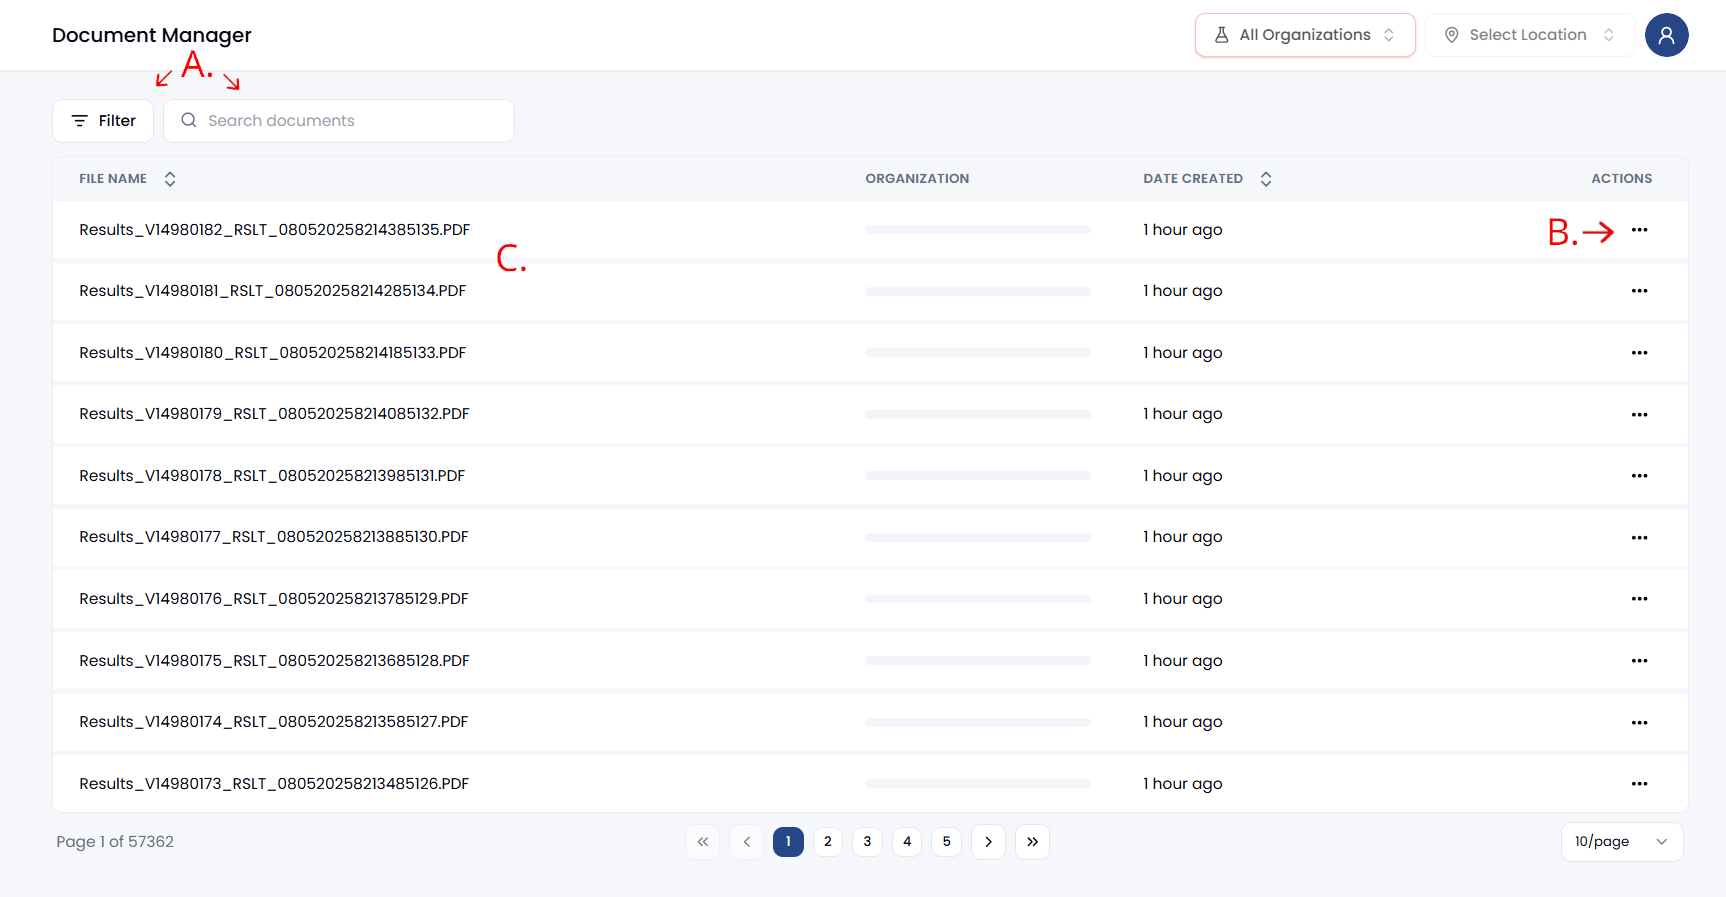 Document Manager
All Organizations
Select Location
A.
Filter
Search documents
FILE NAME ORGANIZATION DATE CREATED ACTIONS
Results_V14980182_RSLT_080520258214385135.PDF 1 hour ago
B.
C.
Results_V14980181_RSLT_080520258214285134.PDF 1 hour ago
Results_V14980180_RSLT_080520258214185133.PDF 1 hour ago
Results_V14980179_RSLT_080520258214085132.PDF 1 hour ago
Results_V14980178_RSLT_080520258213985131.PDF 1 hour ago
Results_V14980177_RSLT_080520258213885130.PDF 1 hour ago
Results_V14980176_RSLT_080520258213785129.PDF 1 hour ago
Results_V14980175_RSLT_080520258213685128.PDF 1 hour ago
Results_V14980174_RSLT_080520258213585127.PDF 1 hour ago
Results_V14980173_RSLT_080520258213485126.PDF 1 hour ago
Page 1 of 57362 « ‹ 1 2 3 4 5 › » 10/page